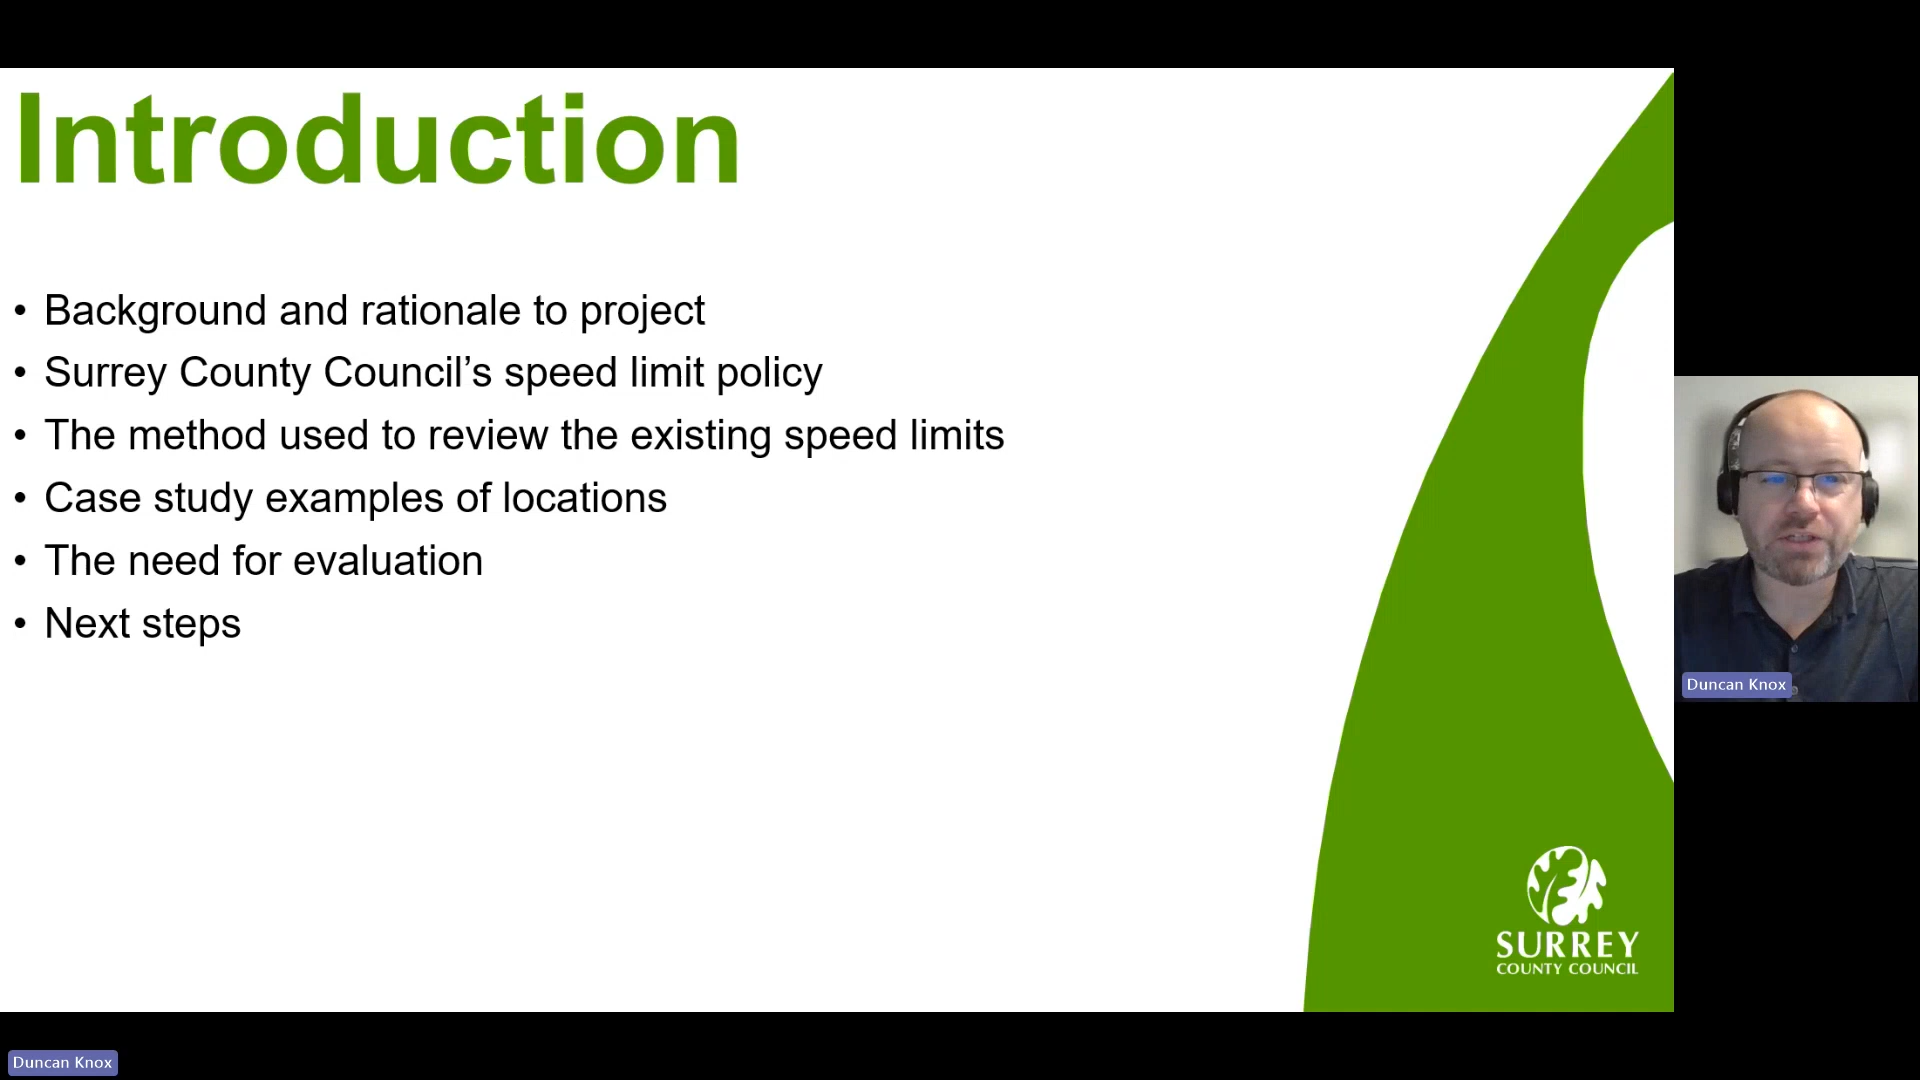 Introduction
• Background and rationale to project
• Surrey County Council’s speed limit policy
• The method used to review the existing speed limits
• Case study examples of locations
• The need for evaluation
• Next steps
SURREY
COUNTY COUNCIL
Duncan Knox
Duncan Knox